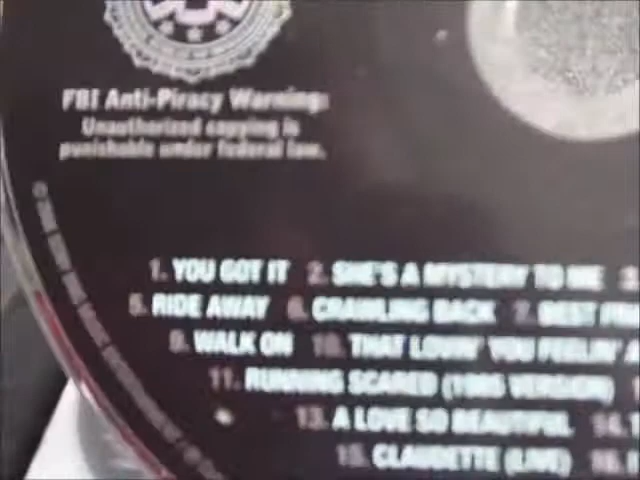 FBI Anti-Piracy Warning:
Unauthorized copying is
punishable under federal law.
1. YOU GOT IT 2. SHE'S A MYSTERY TO ME 3.
5. RIDE AWAY 6. CRAWLING BACK 7. BEST
9. WALK ON 10. THAT LOVIN' YOU FEELIN' A
11. RUNNING SCARED (1985 VERSION)
13. A LOVE SO BEAUTIFUL 14.
15. CLAUDETTE (LIVE) 16.